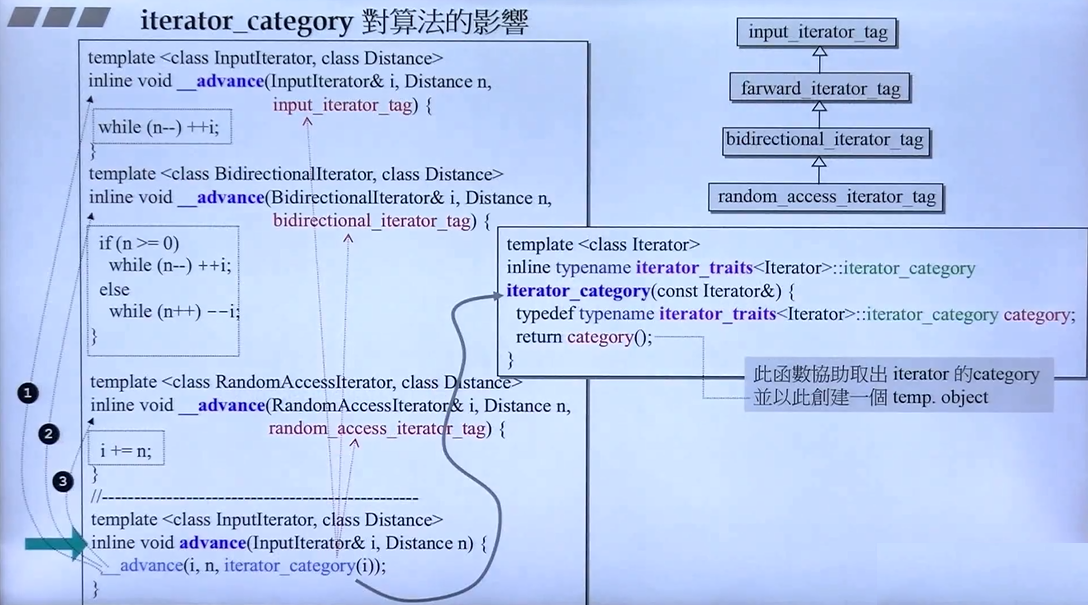 iterator_category 對算法的影響
template <class InputIterator, class Distance>
inline void __advance(InputIterator& i, Distance n,
input_iterator_tag) {
while (n--) ++i;
}
template <class BidirectionalIterator, class Distance>
inline void __advance(BidirectionalIterator& i, Distance n,
bidirectional_iterator_tag) {
if (n >= 0)
while (n--) ++i;
else
while (n++) --i;
}
template <class RandomAccessIterator, class Distance>
inline void __advance(RandomAccessIterator& i, Distance n,
random_access_iterator_tag) {
i += n;
}
//--------------------------------------------------
template <class InputIterator, class Distance>
inline void advance(InputIterator& i, Distance n) {
__advance(i, n, iterator_category(i));
}
1
2
3
input_iterator_tag
farward_iterator_tag
bidirectional_iterator_tag
random_access_iterator_tag
template <class Iterator>
inline typename iterator_traits<Iterator>::iterator_category
iterator_category(const Iterator&) {
typedef typename iterator_traits<Iterator>::iterator_category category;
return category();
}
此函數協助取出 iterator 的category
並以此創建一個 temp. object